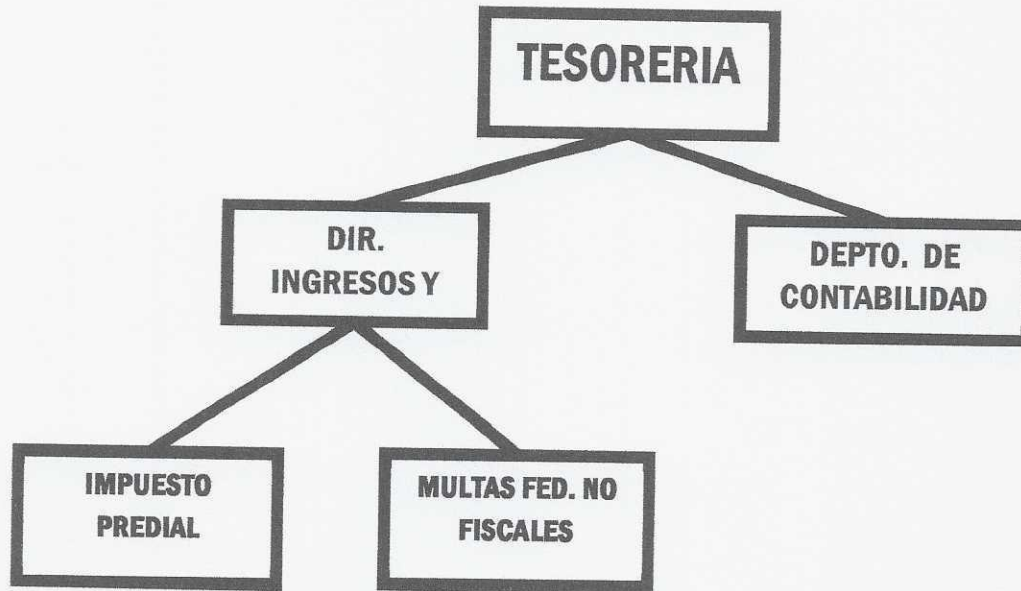 TESORERIA
DIR.
INGRESOS Y
DEPTO. DE
CONTABILIDAD
IMPUESTO
PREDIAL
MULTAS FED. NO
FISCALES